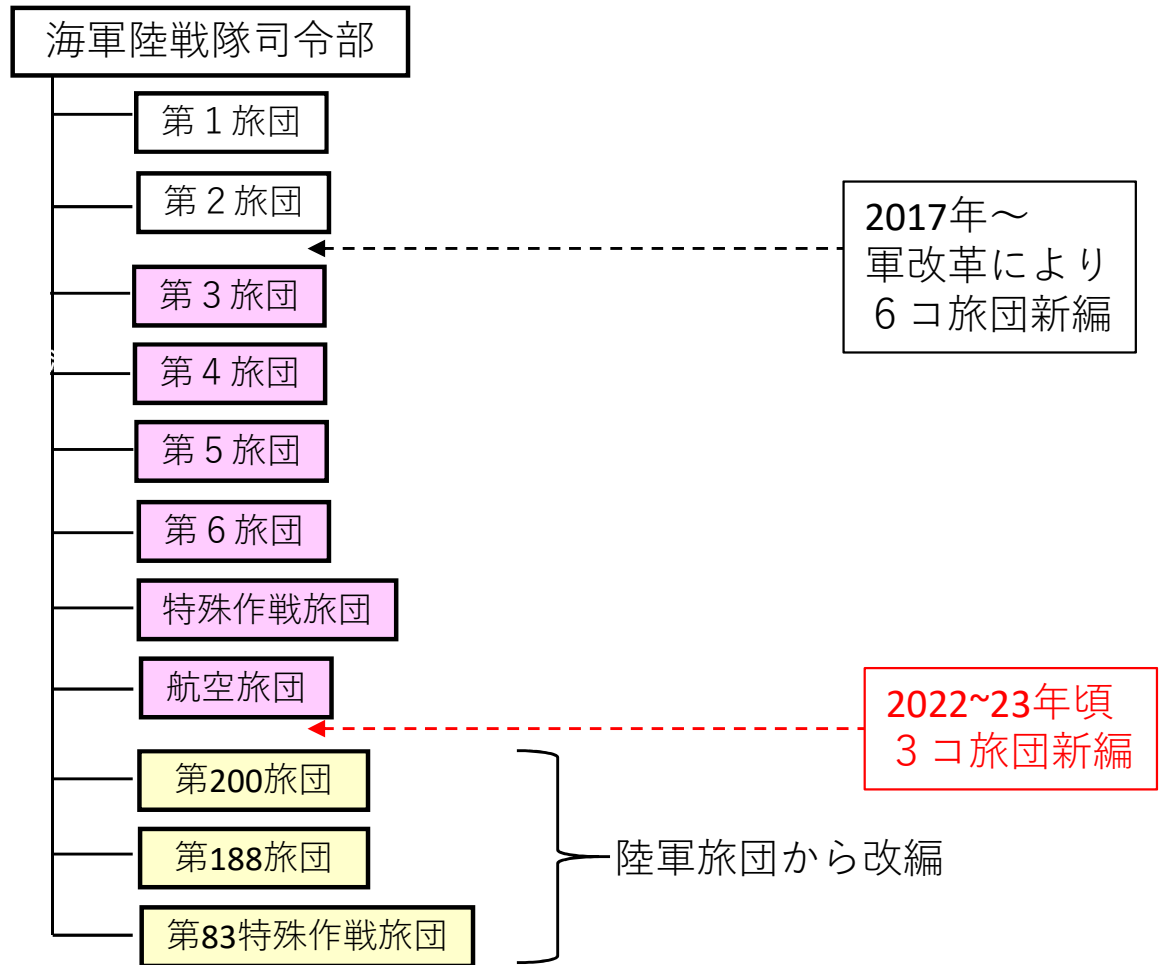 海軍陸戦隊司令部
第１旅団
第２旅団
2017年～
軍改革により
６コ旅団新編
第３旅団
第４旅団
第５旅団
第６旅団
特殊作戦旅団
航空旅団
2022~23年頃
３コ旅団新編
第200旅団
第188旅団
陸軍旅団から改編
第83特殊作戦旅団